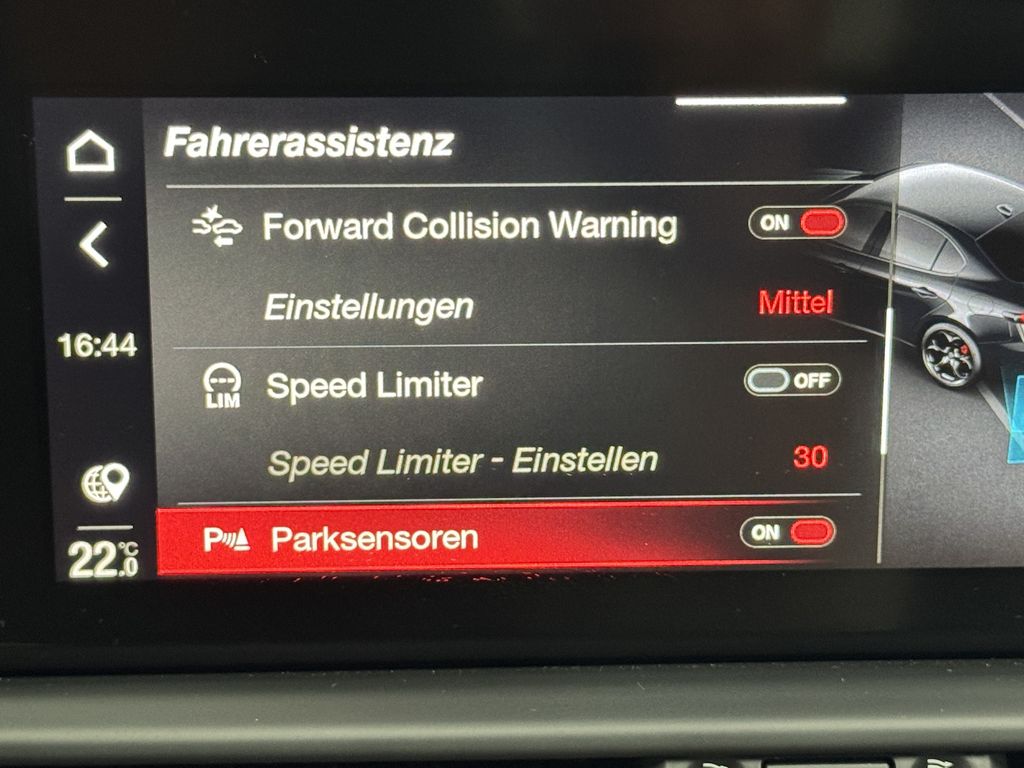 Fahrerassistenz
Forward Collision Warning ON
Einstellungen Mittel
16:44
LIM Speed Limiter OFF
Speed Limiter - Einstellen 30
P Parksensoren ON
22.0 °C